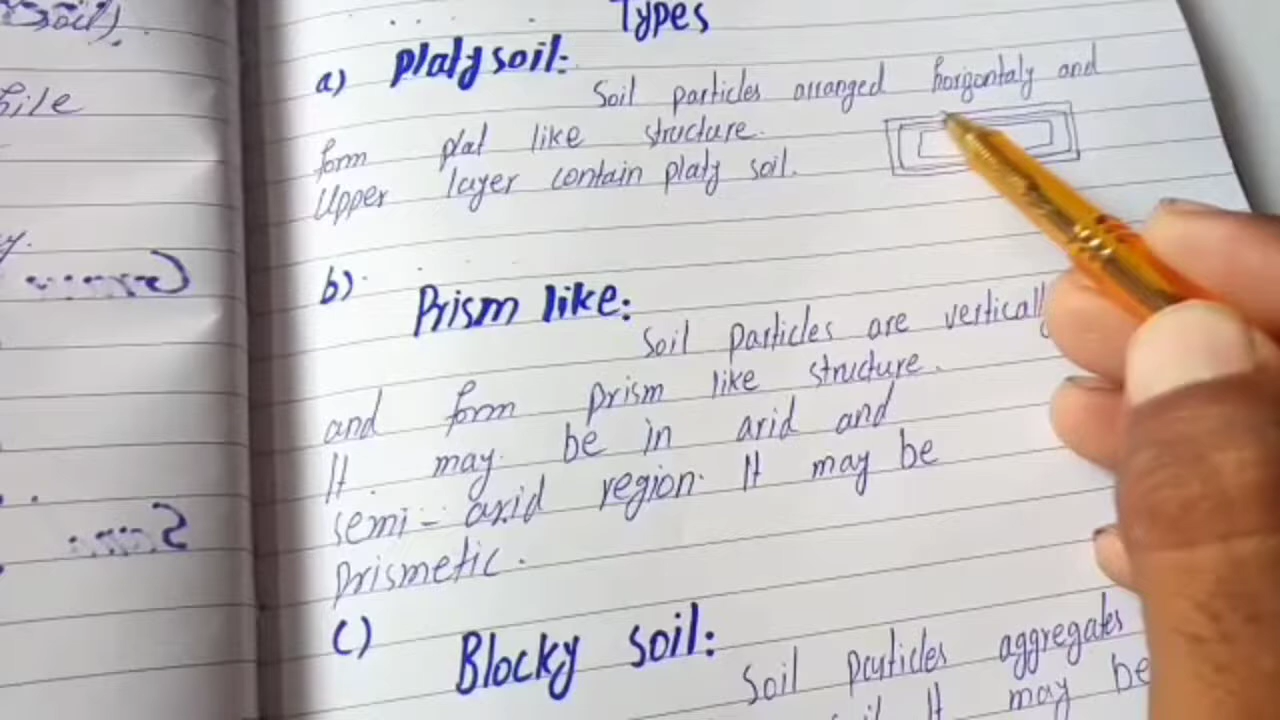 soil).
Types
a) Platy soil:
Soil particles arranged horizontaly and
form plat like structure.
Upper layer contain platy soil.
b)
Prism like:
Soil particles are vertically
and form prism like structure.
It may be in arid and
semi-arid region. It may be
prismetic.
c)
Blocky soil:
Soil particles aggregates
It may be